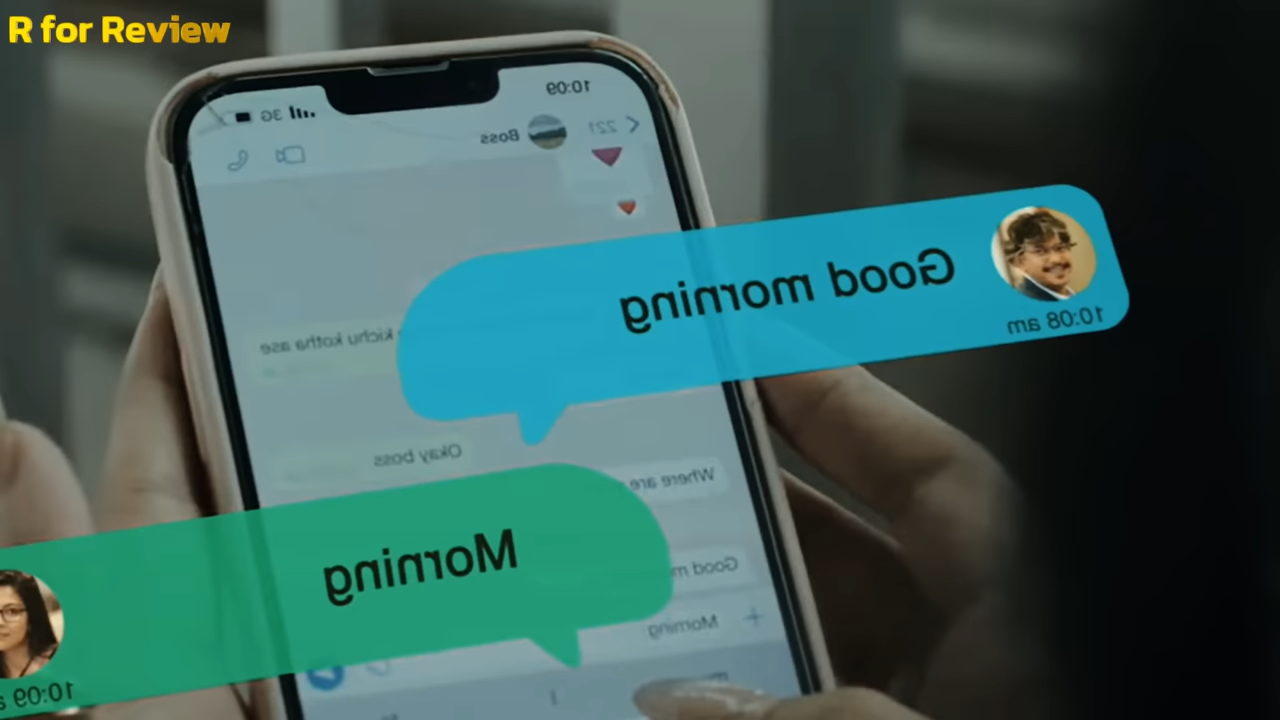 R for Review
10:09
3G
221
Boss
Good morning
10:08 am
kichu kotha ase
Okay boss
Where are
Morning
10:09
Good m
Morning